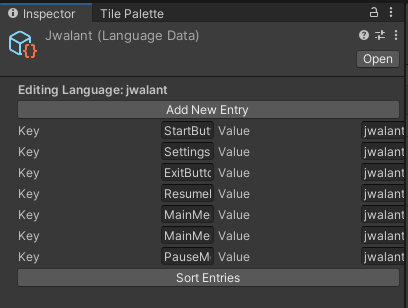 Inspector Tile Palette
Jwalant (Language Data)
Open
Editing Language: jwalant
Add New Entry
Key StartBut Value jwalant
Key Settings Value jwalant
Key ExitButto Value jwalant
Key Resumel Value jwalant
Key MainMe Value jwalant
Key MainMe Value jwalant
Key PauseM Value jwalant
Sort Entries